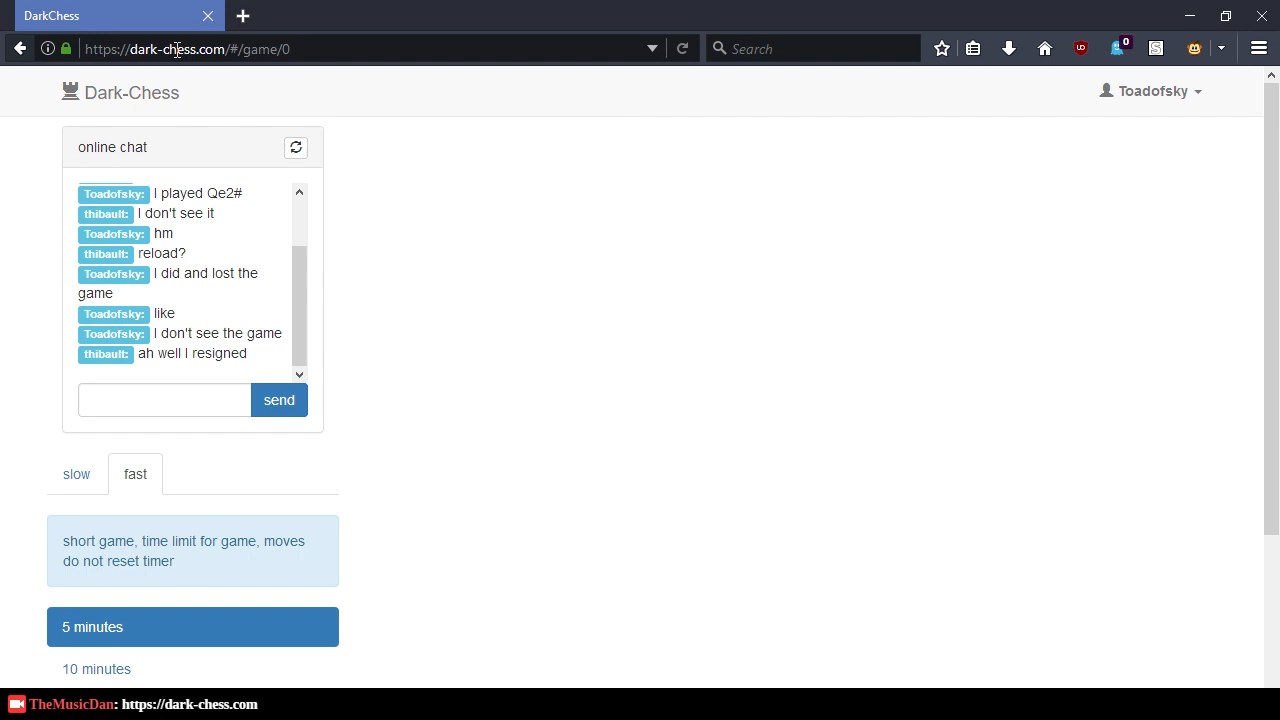 DarkChess
https://dark-chess.com/#/game/0
Search
0
Dark-Chess
Toadofsky
online chat
Toadofsky: I played Qe2#
thibault: I don't see it
Toadofsky: hm
thibault: reload?
Toadofsky: I did and lost the
game
Toadofsky: like
Toadofsky: I don't see the game
thibault: ah well I resigned
send
slow
fast
short game, time limit for game, moves
do not reset timer
5 minutes
10 minutes
TheMusicDan: https://dark-chess.com